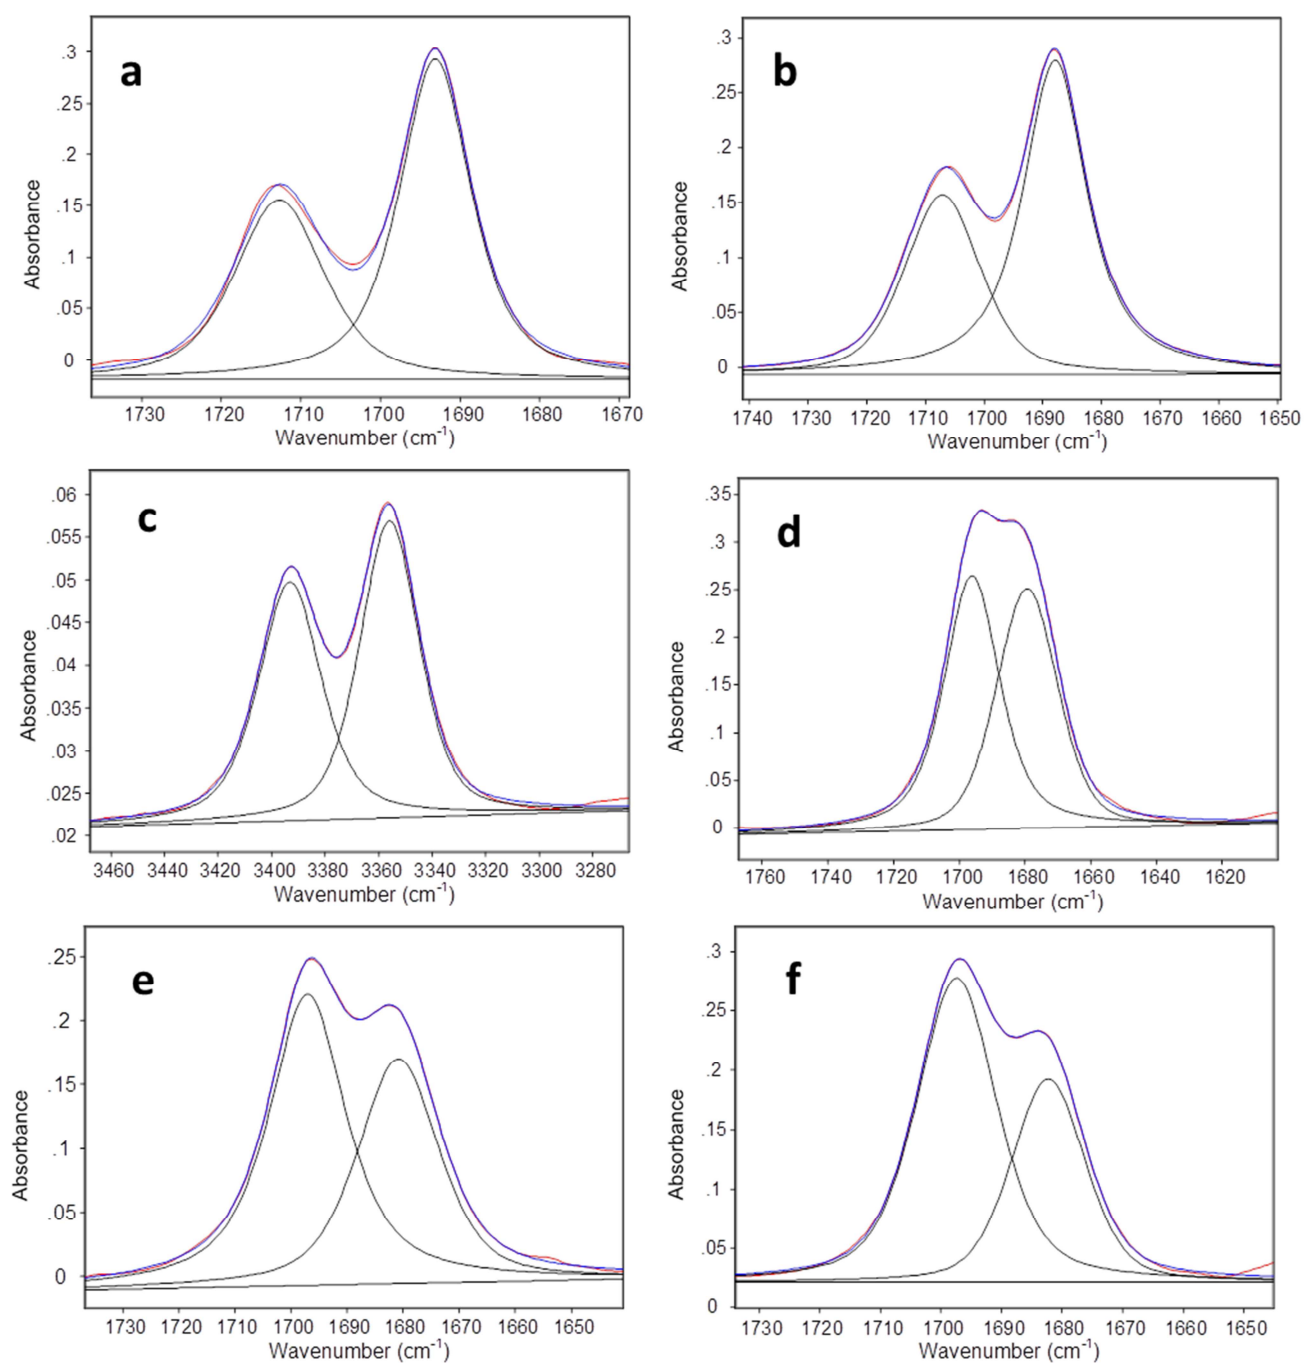 a
.3
.25
.2
.15
.1
.05
0
Absorbance
1730 1720 1710 1700 1690 1680 1670
Wavenumber (cm-1)
b
.3
.25
.2
.15
.1
.05
0
Absorbance
1740 1730 1720 1710 1700 1690 1680 1670 1660 1650
Wavenumber (cm-1)
c
.06
.055
.05
.045
.04
.035
.03
.025
.02
Absorbance
3460 3440 3420 3400 3380 3360 3340 3320 3300 3280
Wavenumber (cm-1)
d
.35
.3
.25
.2
.15
.1
.05
0
Absorbance
1760 1740 1720 1700 1680 1660 1640 1620
Wavenumber (cm-1)
e
.25
.2
.15
.1
.05
0
Absorbance
1730 1720 1710 1700 1690 1680 1670 1660 1650
Wavenumber (cm-1)
f
.3
.25
.2
.15
.1
.05
0
Absorbance
1730 1720 1710 1700 1690 1680 1670 1660 1650
Wavenumber (cm-1)